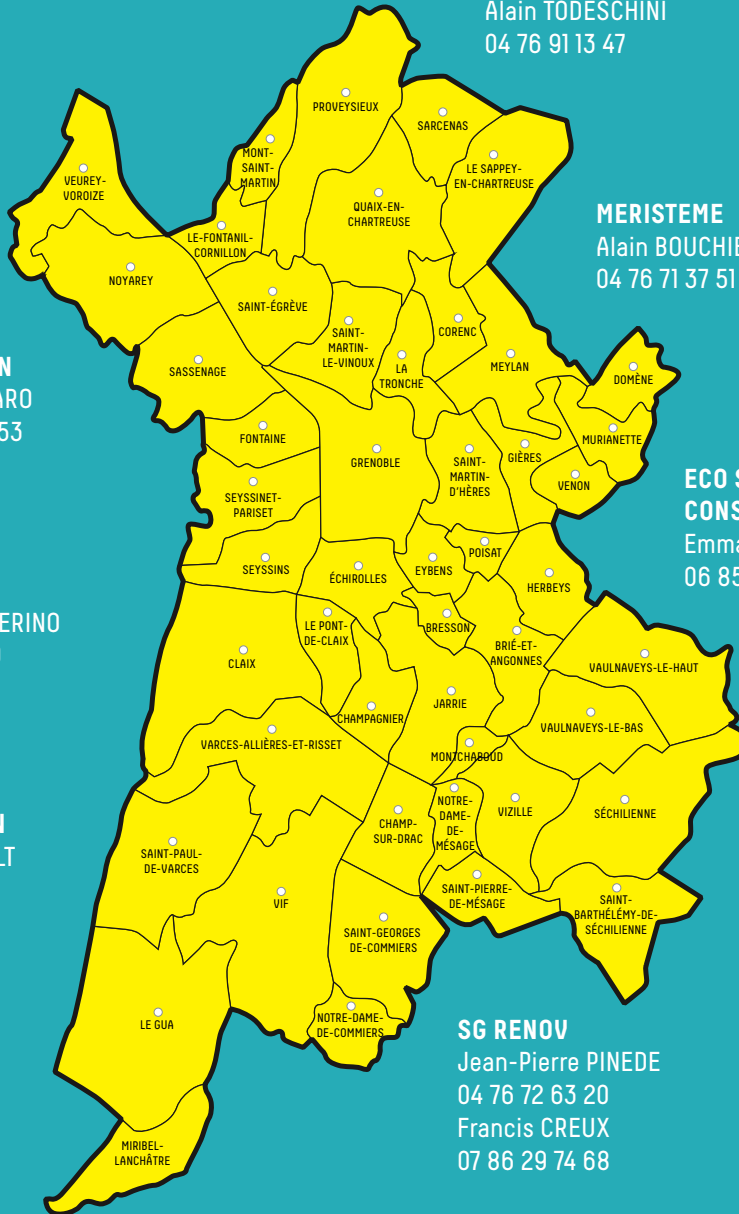 Alain TODESCHINI
04 76 91 13 47
PROVEYSIEUX
SARCENAS
MONT-
SAINT-
MARTIN
LE SAPPEY-
EN-CHARTREUSE
VEUREY-
VOROIZE
QUAIX-EN-
CHARTREUSE
MERISTEME
Alain
04 76 71 37 51
LE-FONTANIL-
CORNILLON
NOYAREY
SAINT-ÉGRÈVE
SAINT-
MARTIN-
LE-VINOUX
CORENC
LA
TRONCHE
MEYLAN
SASSENAGE
DOMÈNE
53
FONTAINE
MURIANETTE
GRENOBLE
SAINT-
MARTIN-
D'HÈRES
GIÈRES
VENON
SEYSSINET-
PARISET
ECO
06 85
SEYSSINS
ÉCHIROLLES
EYBENS
POISAT
HERBEYS
LE PONT-
DE-CLAIX
BRESSON
BRIÉ-ET-
ANGONNES
CLAIX
VAULNAVEYS-LE-HAUT
CHAMPAGNIER
JARRIE
VAULNAVEYS-LE-BAS
VARCES-ALLIÈRES-ET-RISSET
MONTCHABOUD
NOTRE-
DAME-
DE-
MÉSAGE
CHAMP-
SUR-DRAC
VIZILLE
SÉCHILIENNE
SAINT-PAUL-
DE-VARCES
SAINT-PIERRE-
DE-MÉSAGE
SAINT-
BARTHÉLÉMY-DE-
SÉCHILIENNE
VIF
SAINT-GEORGES
DE-COMMIERS
LE GUA
NOTRE-DAME-
DE-COMMIERS
SG RENOV
Jean-Pierre PINEDE
04 76 72 63 20
Francis CREUX
07 86 29 74 68
MIRIBEL-
LANCHÂTRE